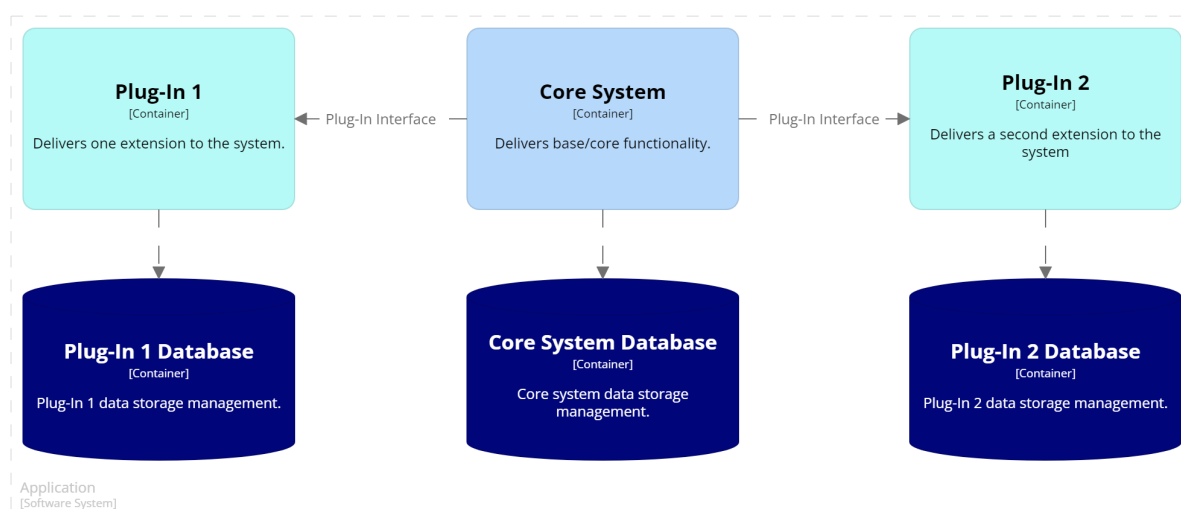 Plug-In 1
[Container]
Delivers one extension to the system.
Plug-In Interface
Core System
[Container]
Delivers base/core functionality.
Plug-In Interface
Plug-In 2
[Container]
Delivers a second extension to the
system
Plug-In 1 Database
[Container]
Plug-In 1 data storage management.
Core System Database
[Container]
Core system data storage
management.
Plug-In 2 Database
[Container]
Plug-In 2 data storage management.
Application
[Software System]